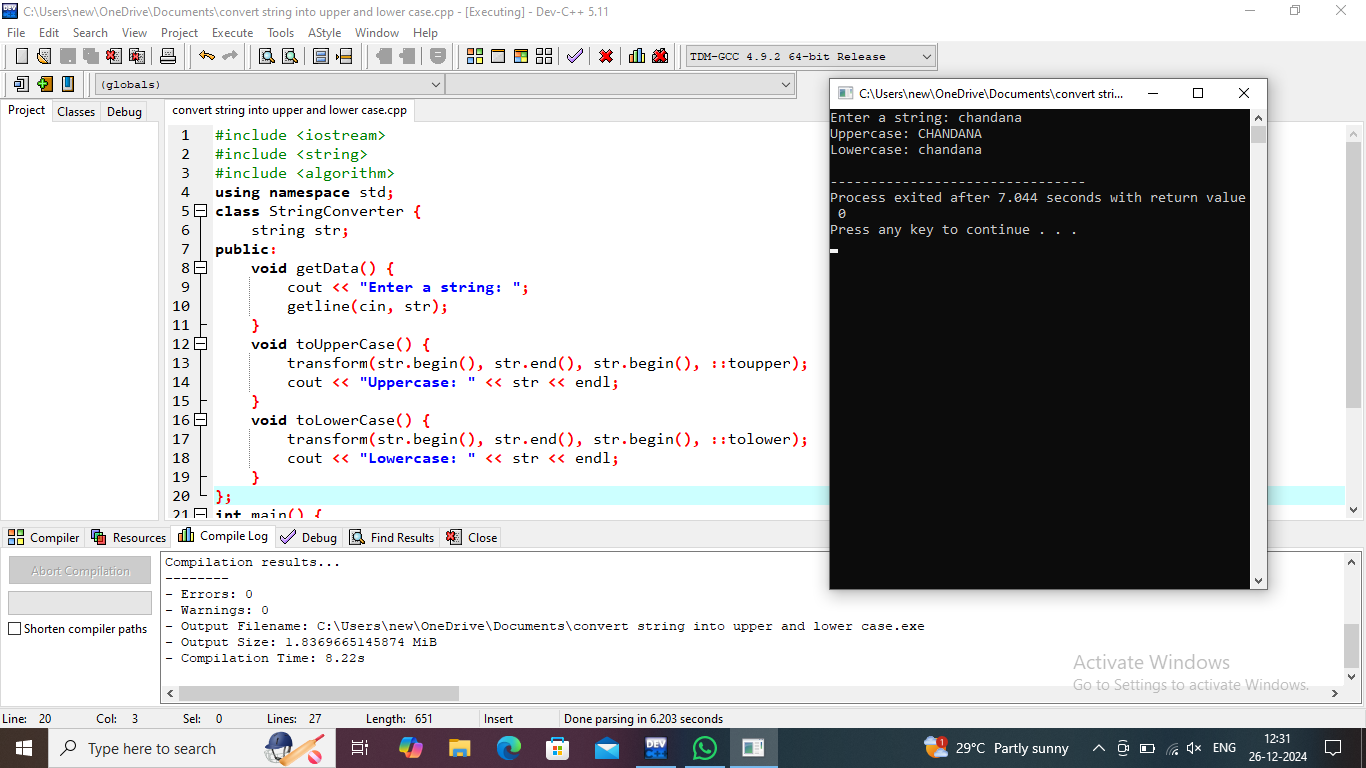 C:\Users\new\OneDrive\Documents\convert string into upper and lower case.cpp - [Executing] - Dev-C++ 5.11
File Edit Search View Project Execute Tools AStyle Window Help
TDM-GCC 4.9.2 64-bit Release
(globals)
Project Classes Debug
convert string into upper and lower case.cpp
1 #include <iostream>
2 #include <string>
3 #include <algorithm>
4 using namespace std;
5 class StringConverter {
6 string str;
7 public:
8 void getData() {
9 cout << "Enter a string: ";
10 getline(cin, str);
11 }
12 void toUpperCase() {
13 transform(str.begin(), str.end(), str.begin(), ::toupper);
14 cout << "Uppercase: " << str << endl;
15 }
16 void toLowerCase() {
17 transform(str.begin(), str.end(), str.begin(), ::tolower);
18 cout << "Lowercase: " << str << endl;
19 }
20 };
21 int main() {
C:\Users\new\OneDrive\Documents\convert stri...
Enter a string: chandana
Uppercase: CHANDANA
Lowercase: chandana
--------------------------------
Process exited after 7.044 seconds with return value
0
Press any key to continue . . .
Compiler Resources Compile Log Debug Find Results Close
Abort Compilation
Shorten compiler paths
Compilation results...
--------
- Errors: 0
- Warnings: 0
- Output Filename: C:\Users\new\OneDrive\Documents\convert string into upper and lower case.exe
- Output Size: 1.8369665145874 MiB
- Compilation Time: 8.22s
Activate Windows
Go to Settings to activate Windows.
Line: 20 Col: 3 Sel: 0 Lines: 27 Length: 651 Insert Done parsing in 6.203 seconds
Type here to search
DEV
1
29°C Partly sunny
ENG
12:31
26-12-2024